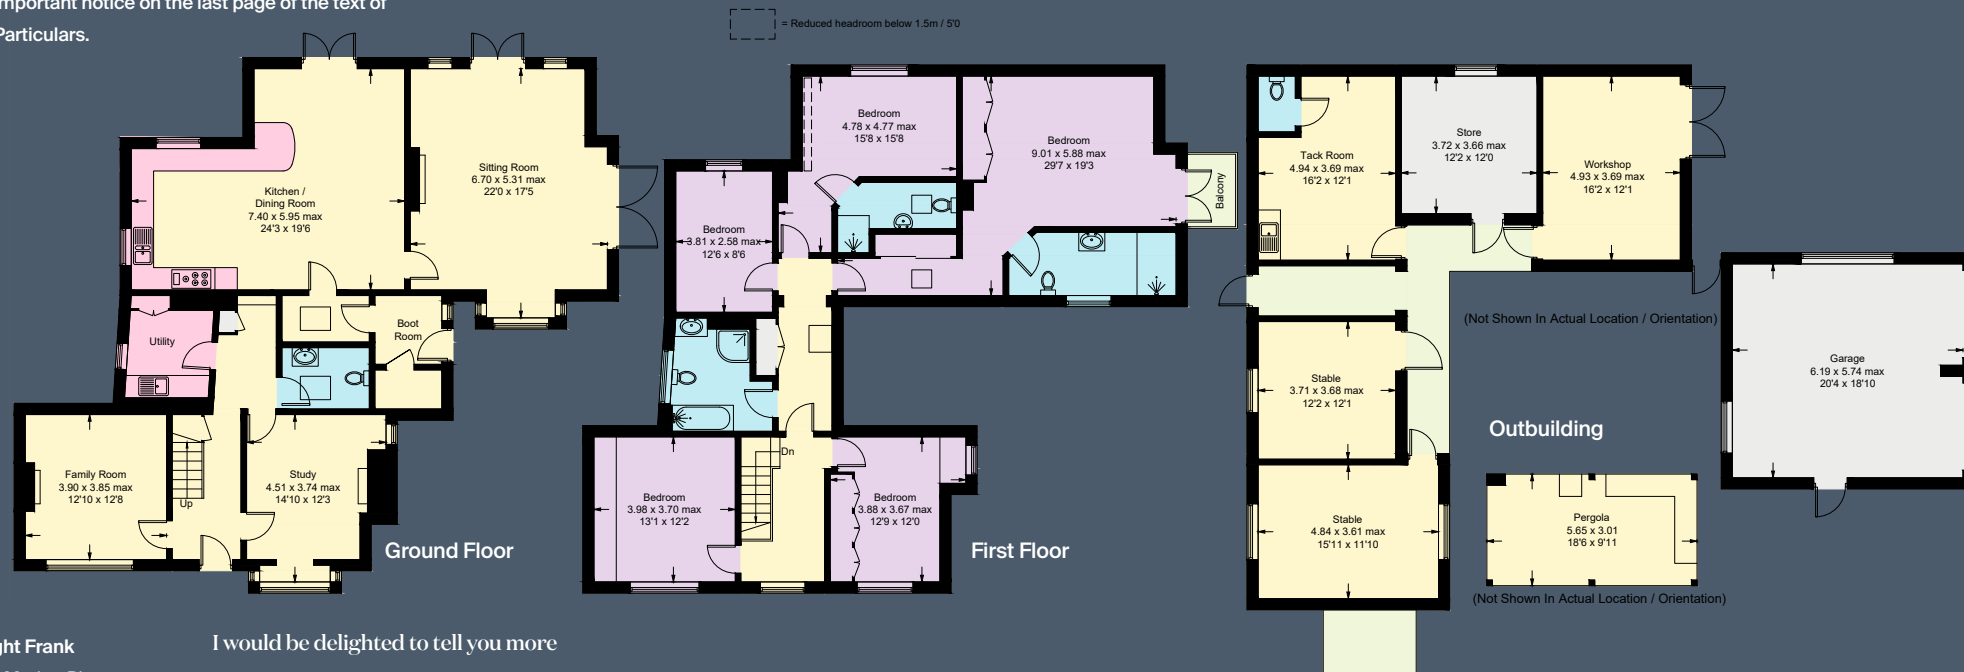 mportant notice on the last page of the text of
Particulars.
= Reduced headroom below 1.5m / 5'0
Kitchen /
Dining Room
7.40 x 5.95 max
24'3 x 19'6
Sitting Room
6.70 x 5.31 max
22'0 x 17'5
Utility
Boot
Room
Family Room
3.90 x 3.85 max
12'10 x 12'8
Up
Study
4.51 x 3.74 max
14'10 x 12'3
Ground Floor
Bedroom
4.78 x 4.77 max
15'8 x 15'8
Bedroom
9.01 x 5.88 max
29'7 x 19'3
Balcony
Bedroom
3.81 x 2.58 max
12'6 x 8'6
Dn
Bedroom
3.98 x 3.70 max
13'1 x 12'2
Bedroom
3.88 x 3.67 max
12'9 x 12'0
First Floor
Tack Room
4.94 x 3.69 max
16'2 x 12'1
Store
3.72 x 3.66 max
12'2 x 12'0
Workshop
4.93 x 3.69 max
16'2 x 12'1
(Not Shown In Actual Location / Orientation)
Stable
3.71 x 3.68 max
12'2 x 12'1
Garage
6.19 x 5.74 max
20'4 x 18'10
Outbuilding
Stable
4.84 x 3.61 max
15'11 x 11'10
Pergola
5.65 x 3.01
18'6 x 9'11
(Not Shown In Actual Location / Orientation)
ght Frank
I would be delighted to tell you more